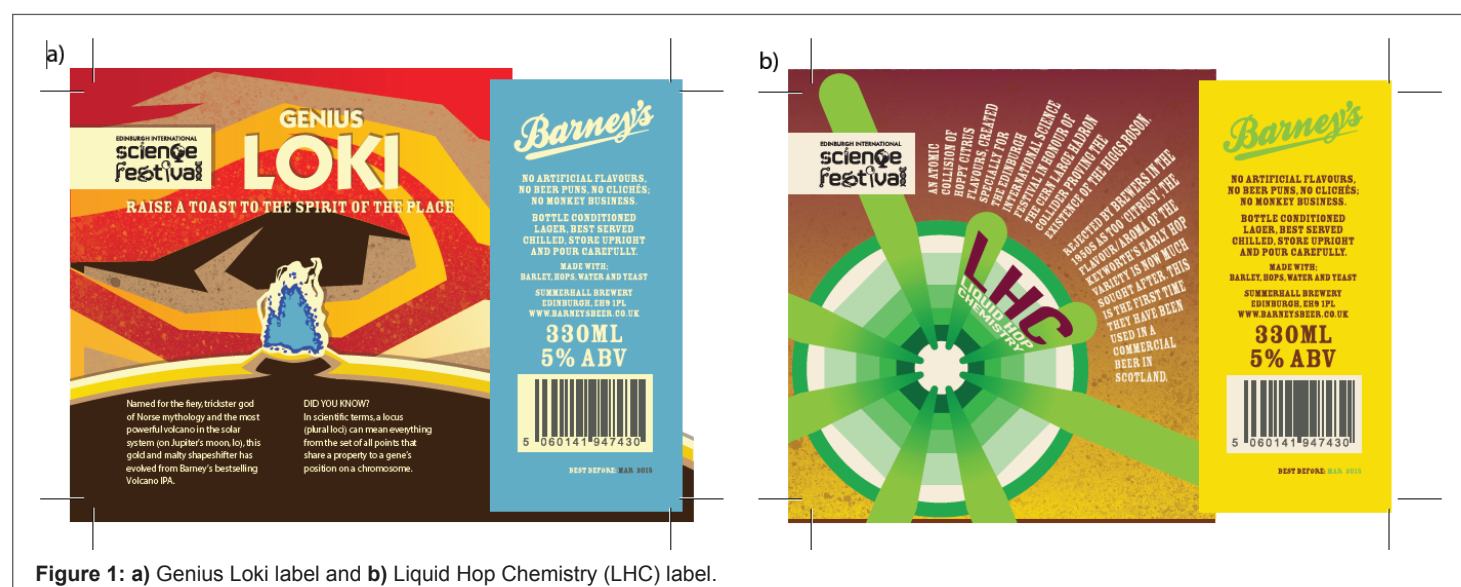 a)
EDINBURGH INTERNATIONAL
science
festival
GENIUS
LOKI
RAISE A TOAST TO THE SPIRIT OF THE PLACE
Named for the fiery, trickster god
of Norse mythology and the most
powerful volcano in the solar
system (on Jupiter's moon, Io), this
gold and malty shapeshifter has
evolved from Barney's bestselling
Volcano IPA.
DID YOU KNOW?
In scientific terms, a locus
(plural loci) can mean everything
from the set of all points that
share a property to a gene's
position on a chromosome.
Barney's
NO ARTIFICIAL FLAVOURS,
NO BEER PUNS, NO CLICHÉS;
NO MONKEY BUSINESS.
BOTTLE CONDITIONED
LAGER, BEST SERVED
CHILLED, STORE UPRIGHT
AND POUR CAREFULLY.
MADE WITH;
BARLEY, HOPS, WATER AND YEAST
SUMMERHALL BREWERY
EDINBURGH, EH9 1PL
WWW.BARNEYSBEER.CO.UK
330ML
5% ABV
5 060141 947430
BEST BEFORE: MAR 2015
b)
EDINBURGH INTERNATIONAL
science
festival
AN ATOMIC
COLLISION OF
HOPPY CITRUS
FLAVOURS, CREATED
SPECIALLY FOR
THE EDINBURGH
INTERNATIONAL SCIENCE
FESTIVAL IN HONOUR OF
THE CERN LARGE HADRON
COLLIDER PROVING THE
EXISTENCE OF THE HIGGS BOSON.
REJECTED BY BREWERS IN THE
1950S AS TOO 'CITRUSY,' THE
FLAVOUR/AROMA OF THE
KEYWORTH'S EARLY HOP
VARIETY IS NOW MUCH
SOUGHT AFTER. THIS
IS THE FIRST TIME
THEY HAVE BEEN
USED IN A
COMMERCIAL
BEER IN
SCOTLAND.
LHC
LIQUID HOP
CHEMISTRY
Barney's
NO ARTIFICIAL FLAVOURS,
NO BEER PUNS, NO CLICHÉS;
NO MONKEY BUSINESS.
BOTTLE CONDITIONED
LAGER, BEST SERVED
CHILLED, STORE UPRIGHT
AND POUR CAREFULLY.
MADE WITH;
BARLEY, HOPS, WATER AND YEAST
SUMMERHALL BREWERY
EDINBURGH, EH9 1PL
WWW.BARNEYSBEER.CO.UK
330ML
5% ABV
5 060141 947430
BEST BEFORE: MAR 2015
Figure 1: a) Genius Loki label and b) Liquid Hop Chemistry (LHC) label.